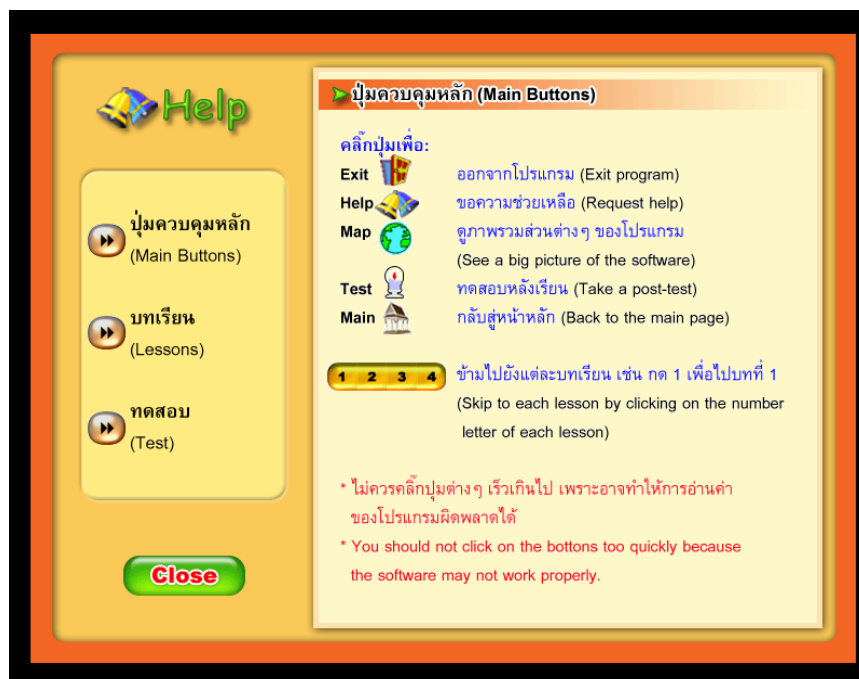 Help
ปุ่มควบคุมหลัก
(Main Buttons)
บทเรียน
(Lessons)
ทดสอบ
(Test)
Close
ปุ่มควบคุมหลัก (Main Buttons)
คลิ๊กปุ่มเพื่อ:
Exit ออกจากโปรแกรม (Exit program)
Help ขอความช่วยเหลือ (Request help)
Map ดูภาพรวมส่วนต่างๆ ของโปรแกรม
(See a big picture of the software)
Test ทดสอบหลังเรียน (Take a post-test)
Main กลับสู่หน้าหลัก (Back to the main page)
1 2 3 4 ข้ามไปยังแต่ละบทเรียน เช่น กด 1 เพื่อไปบทที่ 1
(Skip to each lesson by clicking on the number
letter of each lesson)
* ไม่ควรคลิ๊กปุ่มต่างๆ เร็วเกินไป เพราะอาจทำให้การอ่านค่า
ของโปรแกรมผิดพลาดได้
* You should not click on the bottons too quickly because
the software may not work properly.